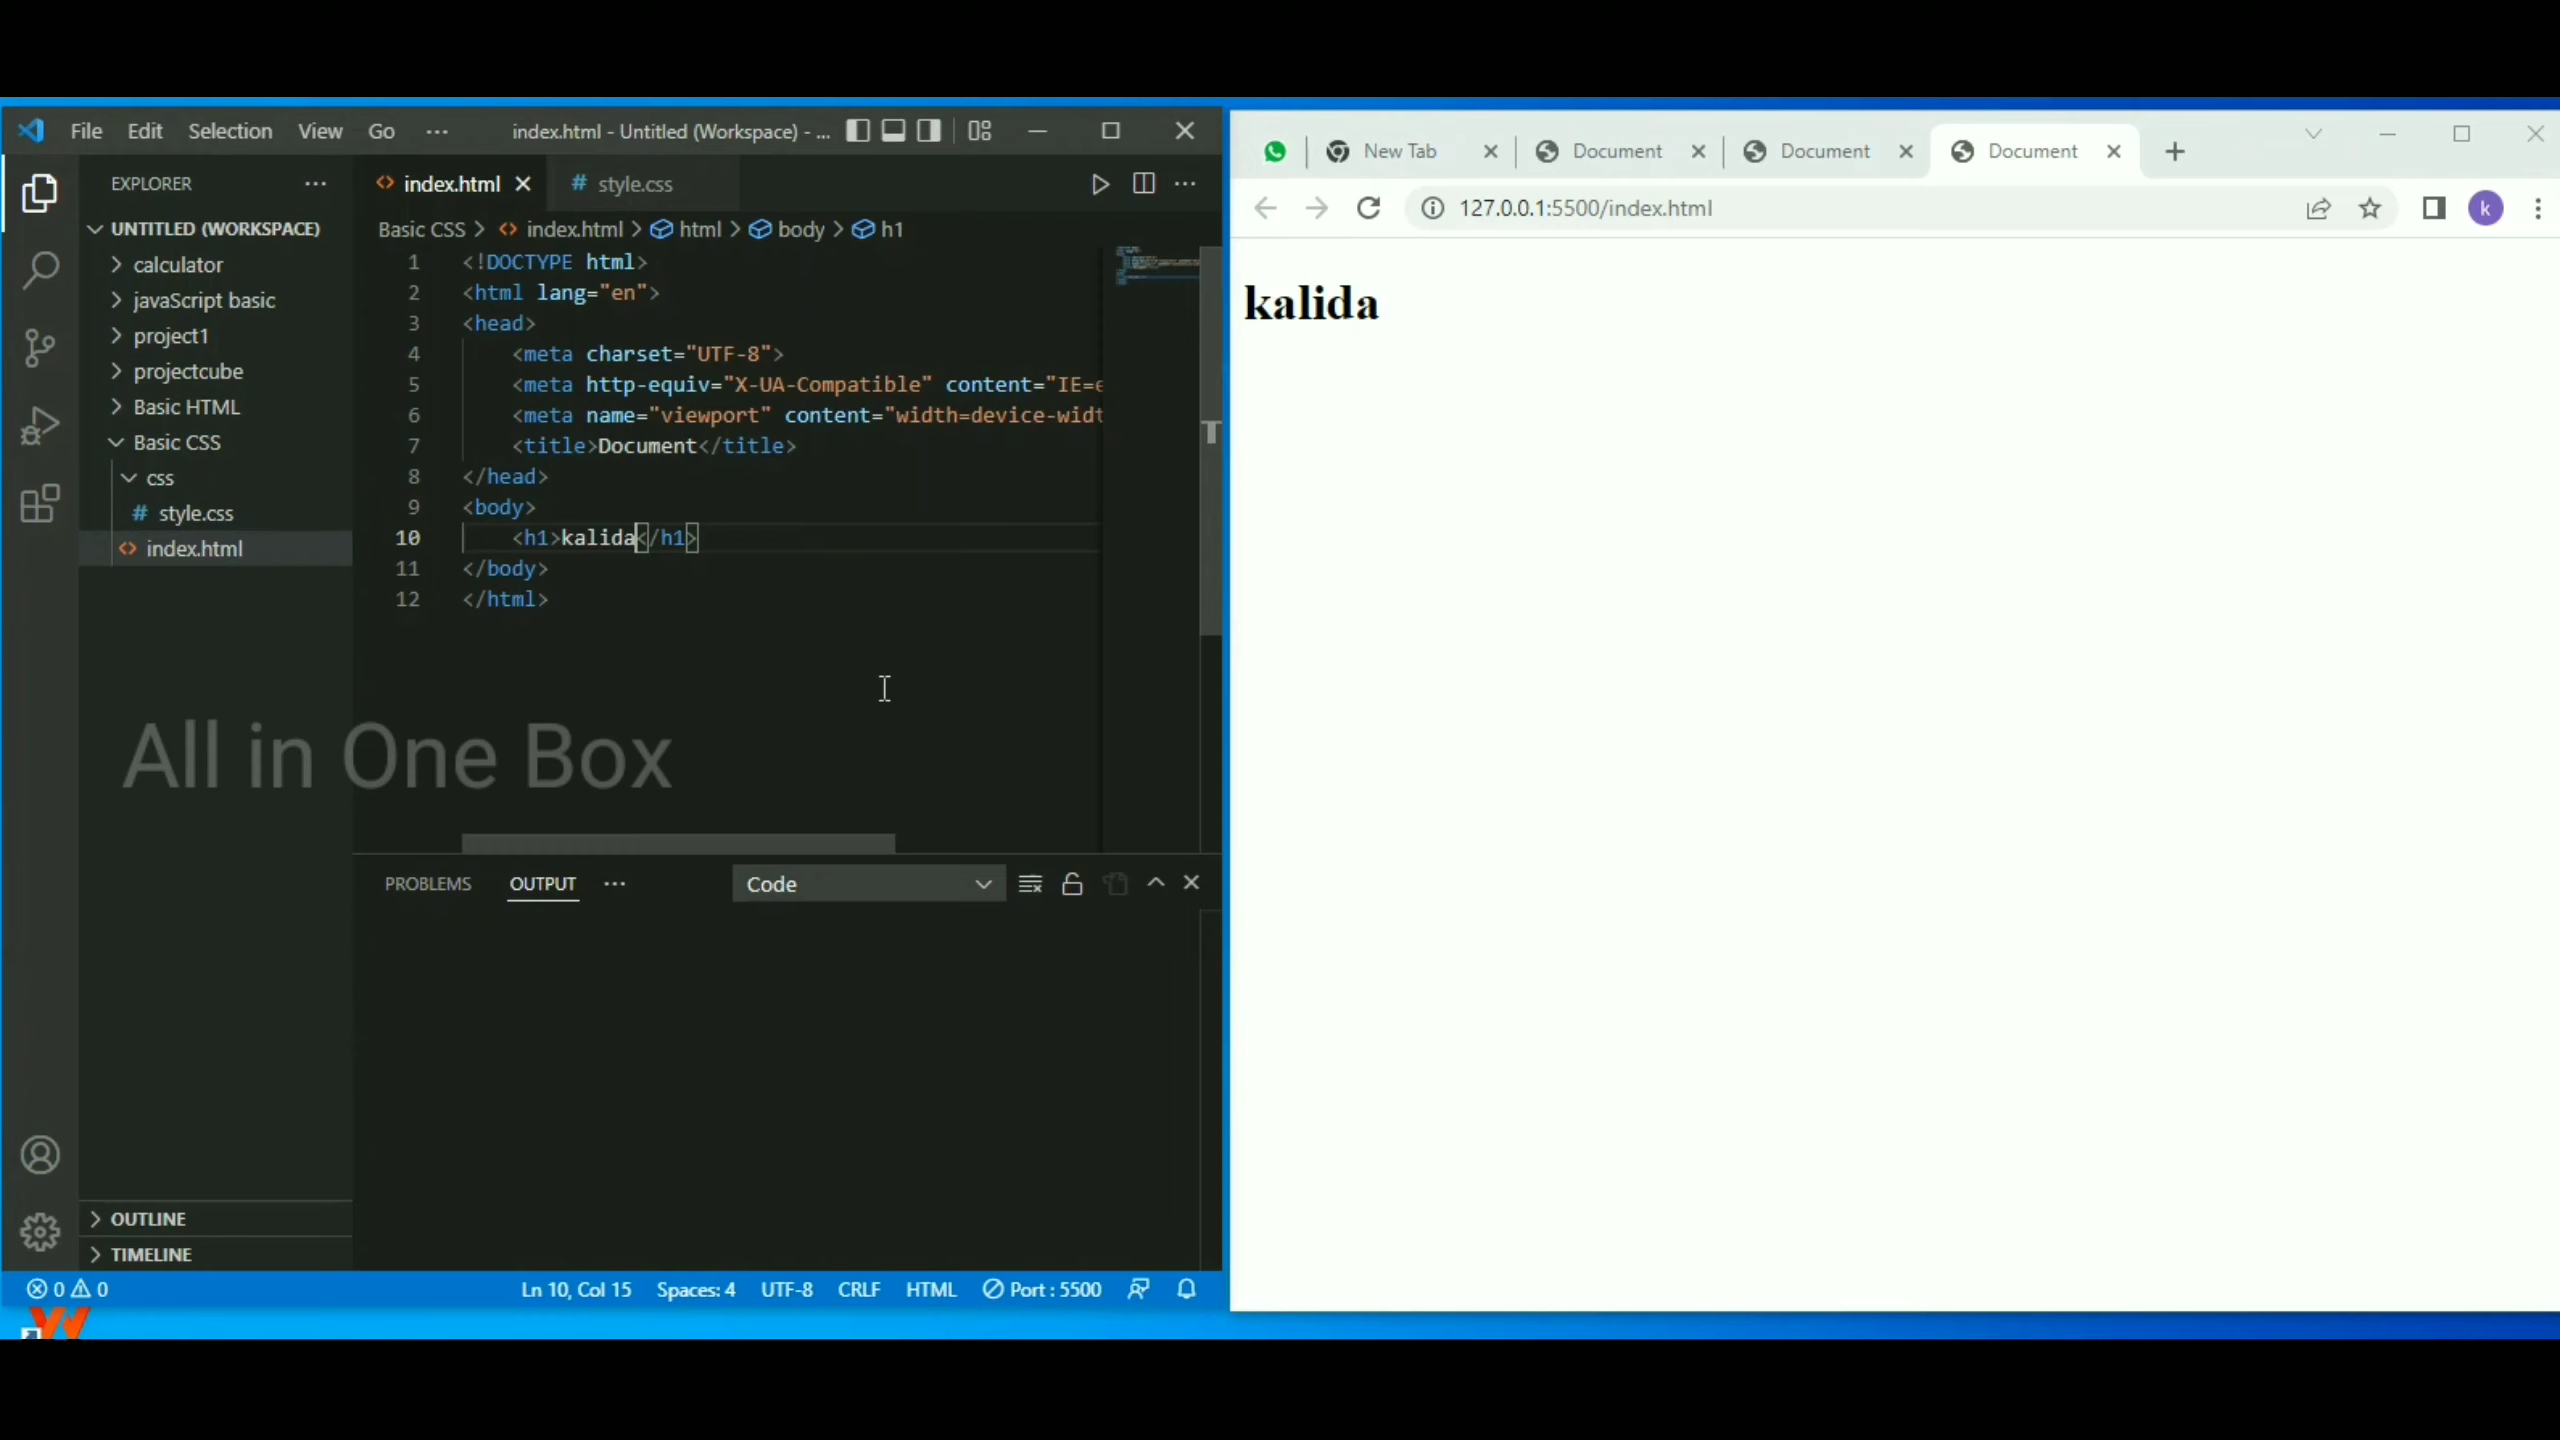 File Edit Selection View Go ··· index.html - Untitled (Workspace) - ...
EXPLORER ···
UNTITLED (WORKSPACE)
calculator
javaScript basic
project1
projectcube
Basic HTML
Basic CSS
css
# style.css
<> index.html
OUTLINE
TIMELINE
<> index.html # style.css
Basic CSS > <> index.html > html > body > h1
1 <!DOCTYPE html>
2 <html lang="en">
3 <head>
4 <meta charset="UTF-8">
5 <meta http-equiv="X-UA-Compatible" content="IE=e
6 <meta name="viewport" content="width=device-widt
7 <title>Document</title>
8 </head>
9 <body>
10 <h1>kalida</h1>
11 </body>
12 </html>
All in One Box
PROBLEMS OUTPUT ··· Code
0 0 Ln 10, Col 15 Spaces: 4 UTF-8 CRLF HTML Port : 5500
New Tab Document Document Document
127.0.0.1:5500/index.html k
kalida